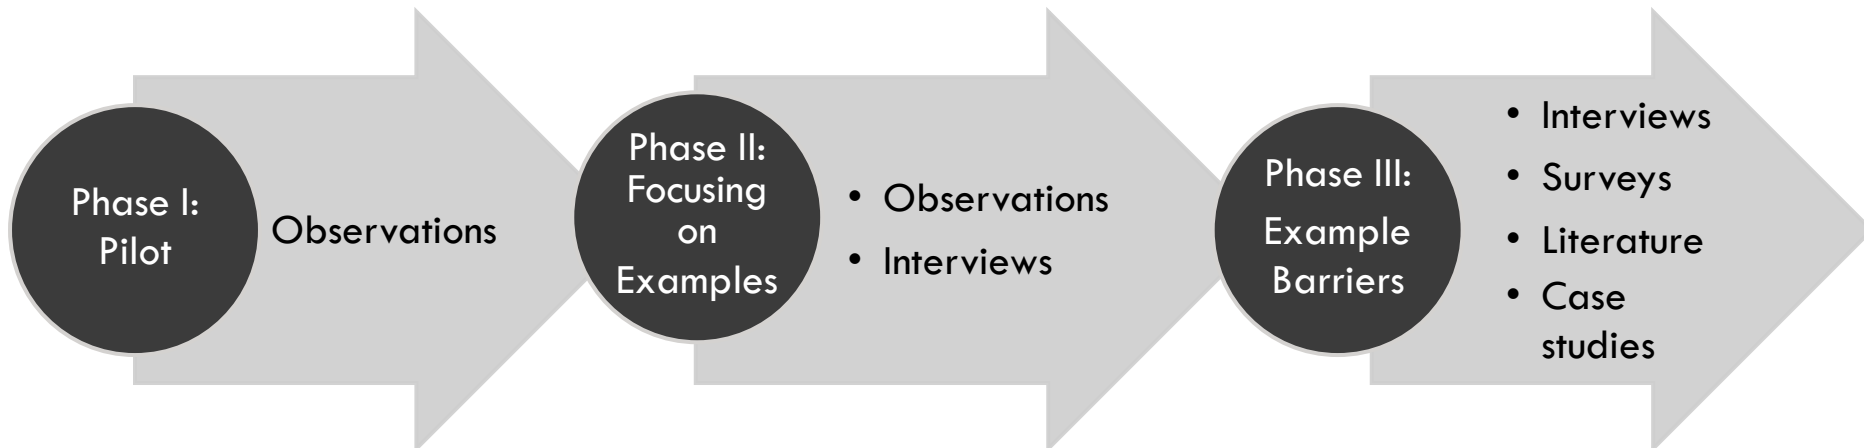 Phase I:
Pilot
Observations
Phase II:
Focusing
on
Examples
• Observations
• Interviews
Phase III:
Example
Barriers
• Interviews
• Surveys
• Literature
• Case
studies